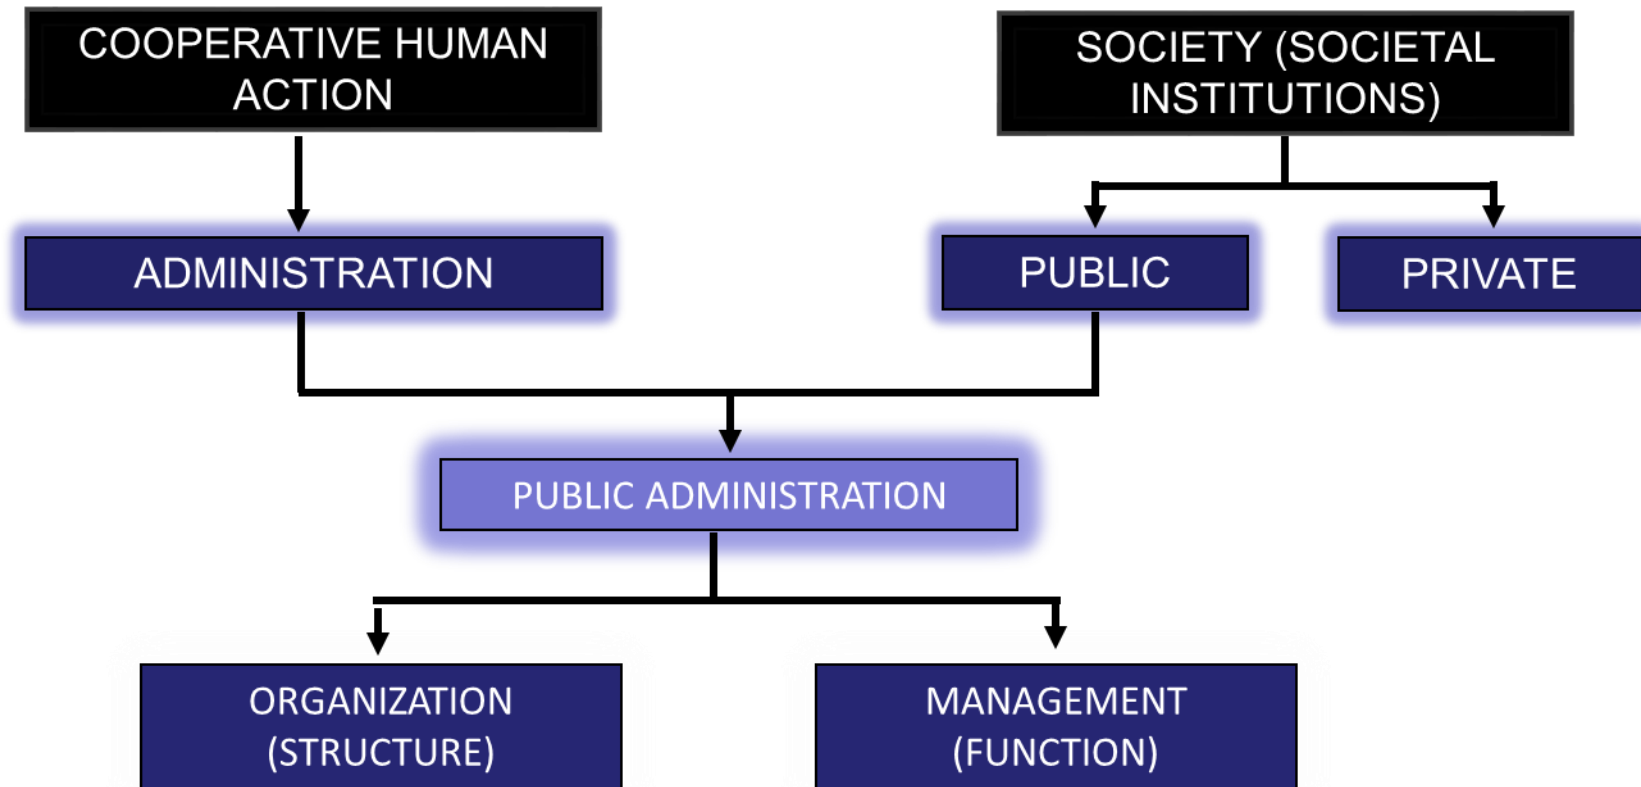 COOPERATIVE HUMAN
ACTION
SOCIETY (SOCIETAL
INSTITUTIONS)
ADMINISTRATION
PUBLIC
PRIVATE
PUBLIC ADMINISTRATION
ORGANIZATION
(STRUCTURE)
MANAGEMENT
(FUNCTION)